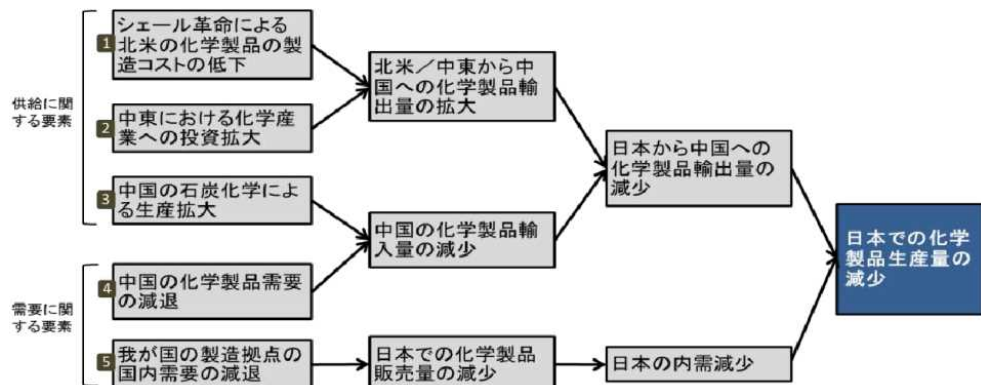 供給に関
する要素
1
シェール革命による
北米の化学製品の製
造コストの低下
2
中東における化学産
業への投資拡大
3
中国の石炭化学によ
る生産拡大
需要に関
する要素
4
中国の化学製品需要
の減退
5
我が国の製造拠点の
国内需要の減退
北米／中東から中
国への化学製品輸
出量の拡大
中国の化学製品輸
入量の減少
日本での化学製品
販売量の減少
日本から中国への
化学製品輸出量の
減少
日本の内需減少
日本での化学
製品生産量の
減少